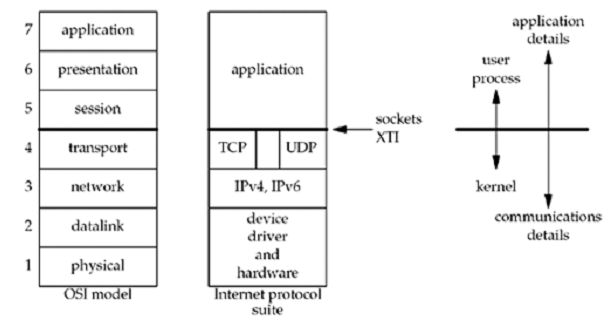 7 application
6 presentation
5 session
4 transport
3 network
2 datalink
1 physical
OSI model
application
TCP UDP
IPv4, IPv6
device
driver
and
hardware
Internet protocol
suite
sockets
XTI
application
details
user
process
kernel
communications
details